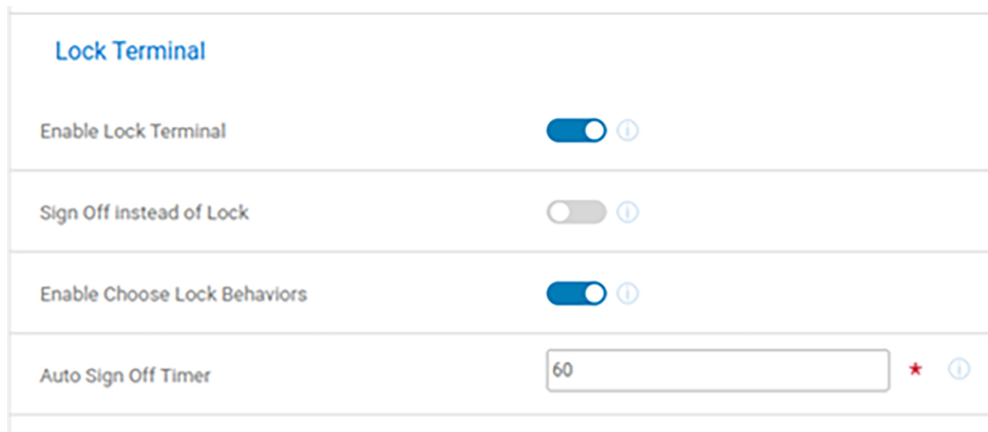 Lock Terminal
Enable Lock Terminal
Sign Off instead of Lock
Enable Choose Lock Behaviors
Auto Sign Off Timer 60 *